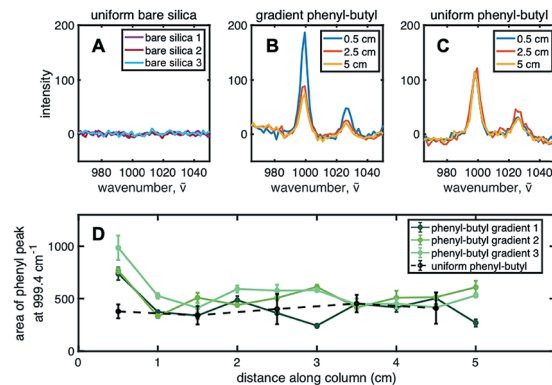 uniform bare silica
gradient phenyl-butyl
uniform phenyl-butyl
200
100
0
intensity
A
bare silica 1
bare silica 2
bare silica 3
980 1000 1020 1040
wavenumber, ṽ
200
100
0
B
0.5 cm
2.5 cm
5 cm
980 1000 1020 1040
wavenumber, ṽ
200
100
0
C
0.5 cm
2.5 cm
5 cm
980 1000 1020 1040
wavenumber, ṽ
area of phenyl peak
at 999.4 cm⁻¹
1000
500
0
D
phenyl-butyl gradient 1
phenyl-butyl gradient 2
phenyl-butyl gradient 3
uniform phenyl-butyl
0 1 2 3 4 5
distance along column (cm)